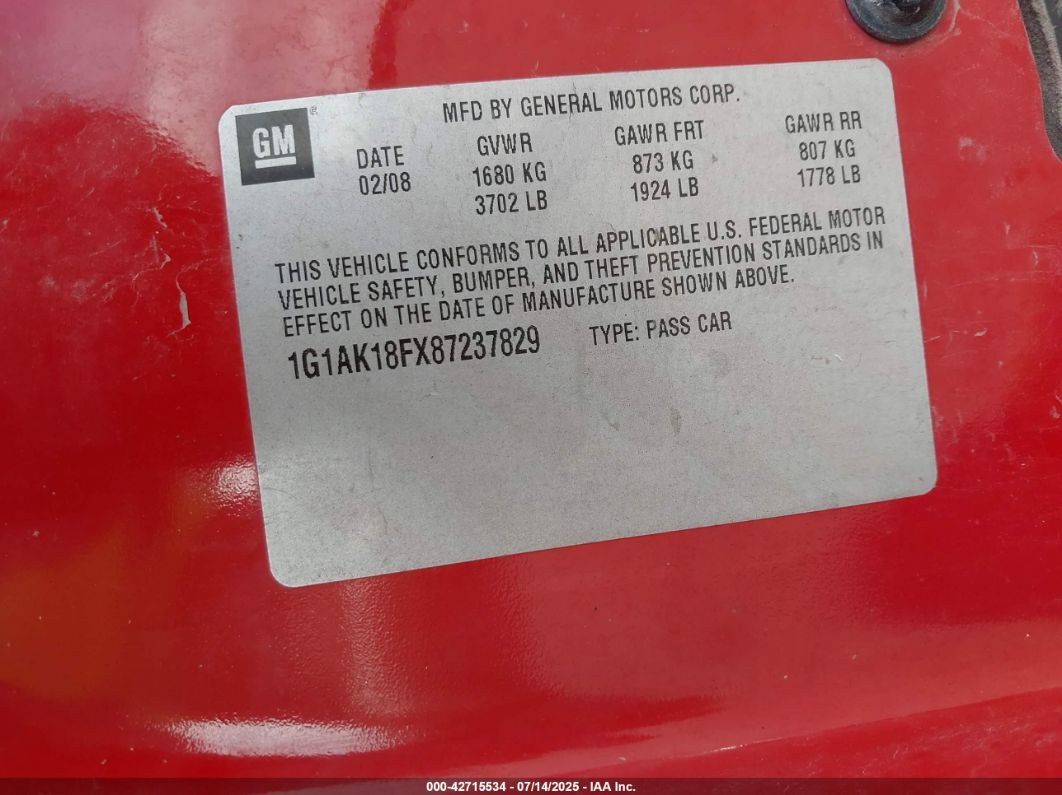 MFD BY GENERAL MOTORS CORP.
GM
DATE GVWR GAWR FRT GAWR RR
02/08 1680 KG 873 KG 807 KG
3702 LB 1924 LB 1778 LB
THIS VEHICLE CONFORMS TO ALL APPLICABLE U.S. FEDERAL MOTOR
VEHICLE SAFETY, BUMPER, AND THEFT PREVENTION STANDARDS IN
EFFECT ON THE DATE OF MANUFACTURE SHOWN ABOVE.
1G1AK18FX87237829 TYPE: PASS CAR
000-42715534 - 07/14/2025 - IAA Inc.